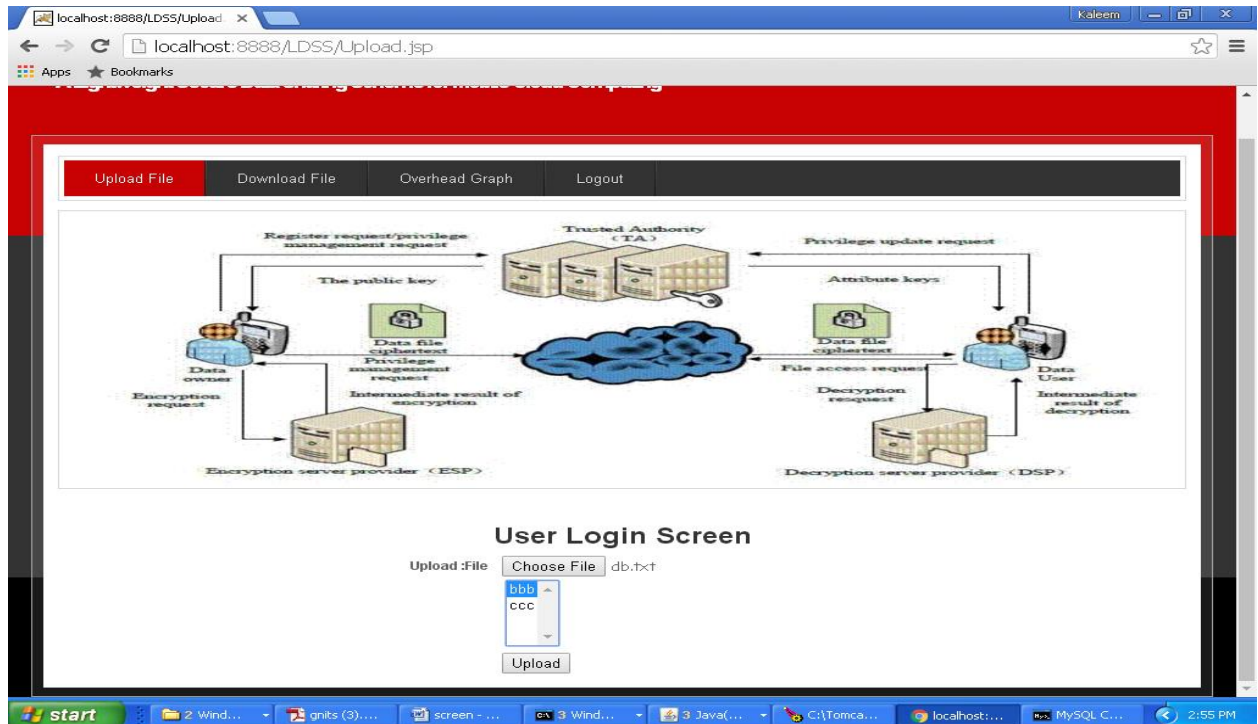 localhost:8888/LDSS/Upload
Kaleem
localhost:8888/LDSS/Upload.jsp
Apps
Bookmarks
Upload File
Download File
Overhead Graph
Logout
Register request/privilege
management request
The public key
Trusted Authority
(TA)
Privilege update request
Attribute keys
Data file
ciphertext
Privilege
management
request
Data
owner
Encryption
request
Intermediate result of
encryption
Encryption server provider (ESP)
Data file
ciphertext
File access request
Decryption
resquest
Data
User
Intermediate
result of
decryption
Decryption server provider (DSP)
User Login Screen
Upload :File
Choose File
db.txt
bbb
ccc
Upload
start
2 Wind...
gnits (3)....
screen - ...
3 Wind...
3 Java(...
C:\Tomca...
localhost:...
MySQL C...
2:55 PM